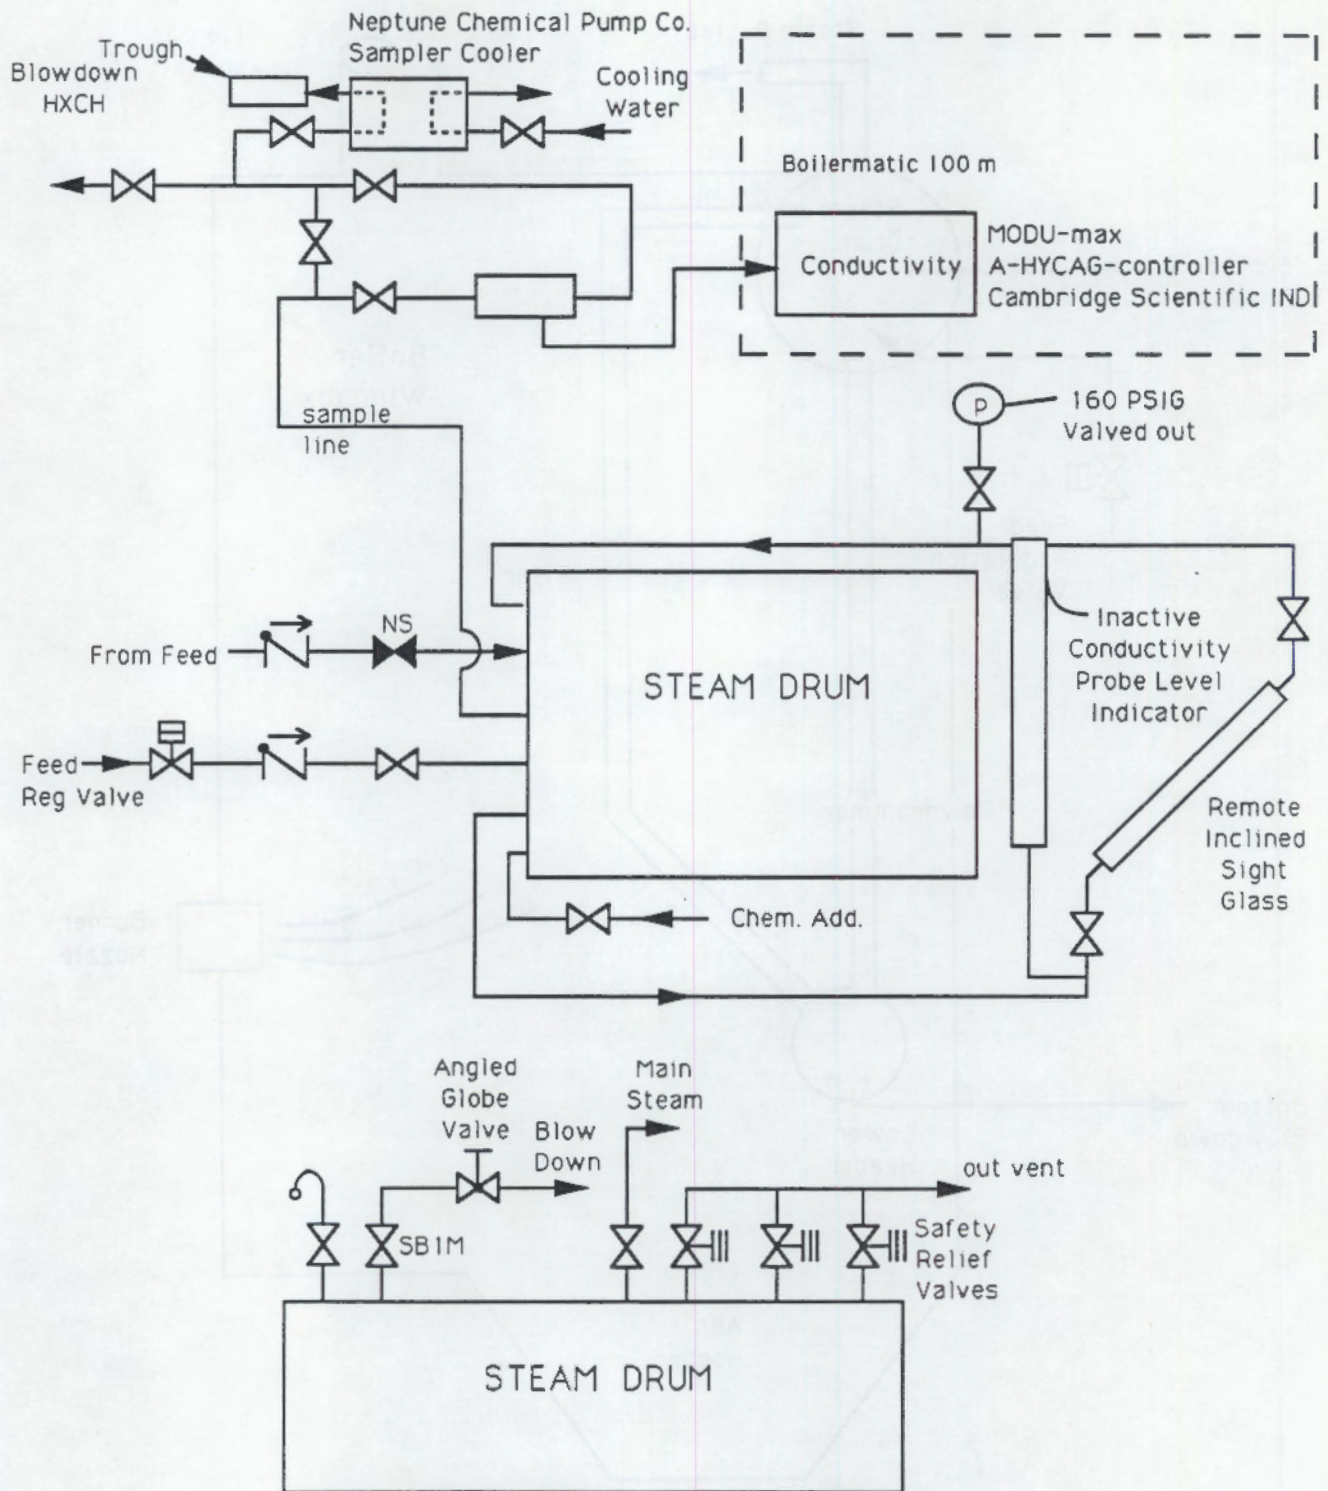 Neptune Chemical Pump Co.
Sampler Cooler
Trough
Blowdown
HXCH
Cooling
Water
Boilermatic 100 m
Conductivity
MODU-max
A-HYCAG-controller
Cambridge Scientific IND
sample
line
P
160 PSIG
Valved out
From Feed
NS
STEAM DRUM
Inactive
Conductivity
Probe Level
Indicator
Feed
Reg Valve
Remote
Inclined
Sight
Glass
Chem. Add.
Angled
Globe
Valve
Blow
Down
Main
Steam
out vent
SB1M
Safety
Relief
Valves
STEAM DRUM